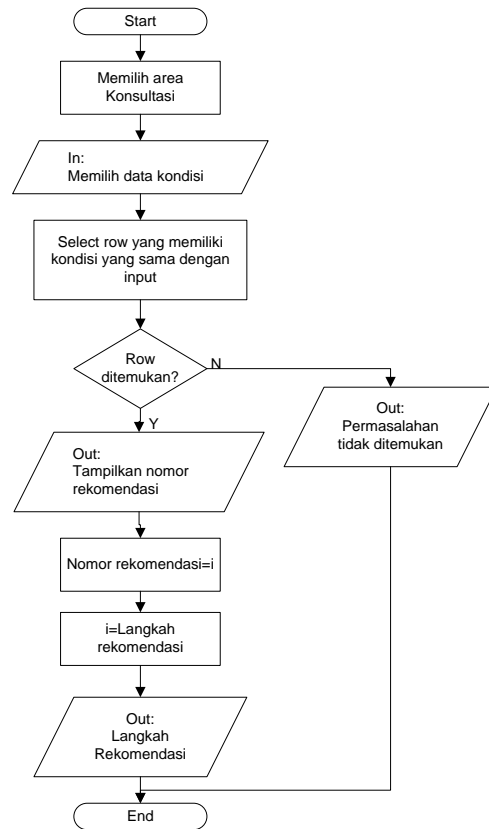 Start
Memilih area
Konsultasi
In:
Memilih data kondisi
Select row yang memiliki
kondisi yang sama dengan
input
Row
ditemukan?
N
Y
Out:
Permasalahan
tidak ditemukan
Out:
Tampilkan nomor
rekomendasi
Nomor rekomendasi=i
i=Langkah
rekomendasi
Out:
Langkah
Rekomendasi
End